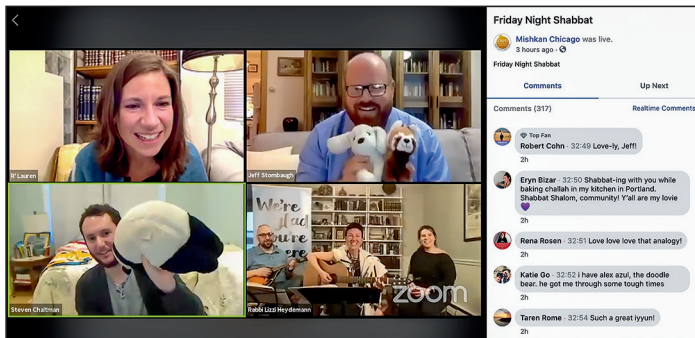 Friday Night Shabbat
Mishkan Chicago was live.
3 hours ago ·
Friday Night Shabbat
Comments
Up Next
Comments (317)
Realtime Comments
Top Fan
Robert Cohn · 32:49 Love-ly, Jeff!
2h
Eryn Bizar · 32:50 Shabbat-ing with you while
baking challah in my kitchen in Portland.
Shabbat Shalom, community! Y'all are my lovie
💜
2h
Rena Rosen · 32:51 Love love love that analogy!
2h
Katie Go · 32:52 i have alex azul, the doodle
bear. he got me through some tough times
2h
Taren Rome · 32:54 Such a great iyyun!
2h
R' Lauren
Jeff Stombaugh
Steven Chaitman
We're
glad
you're
here
zoom
Rabbi Lizzi Heydemann